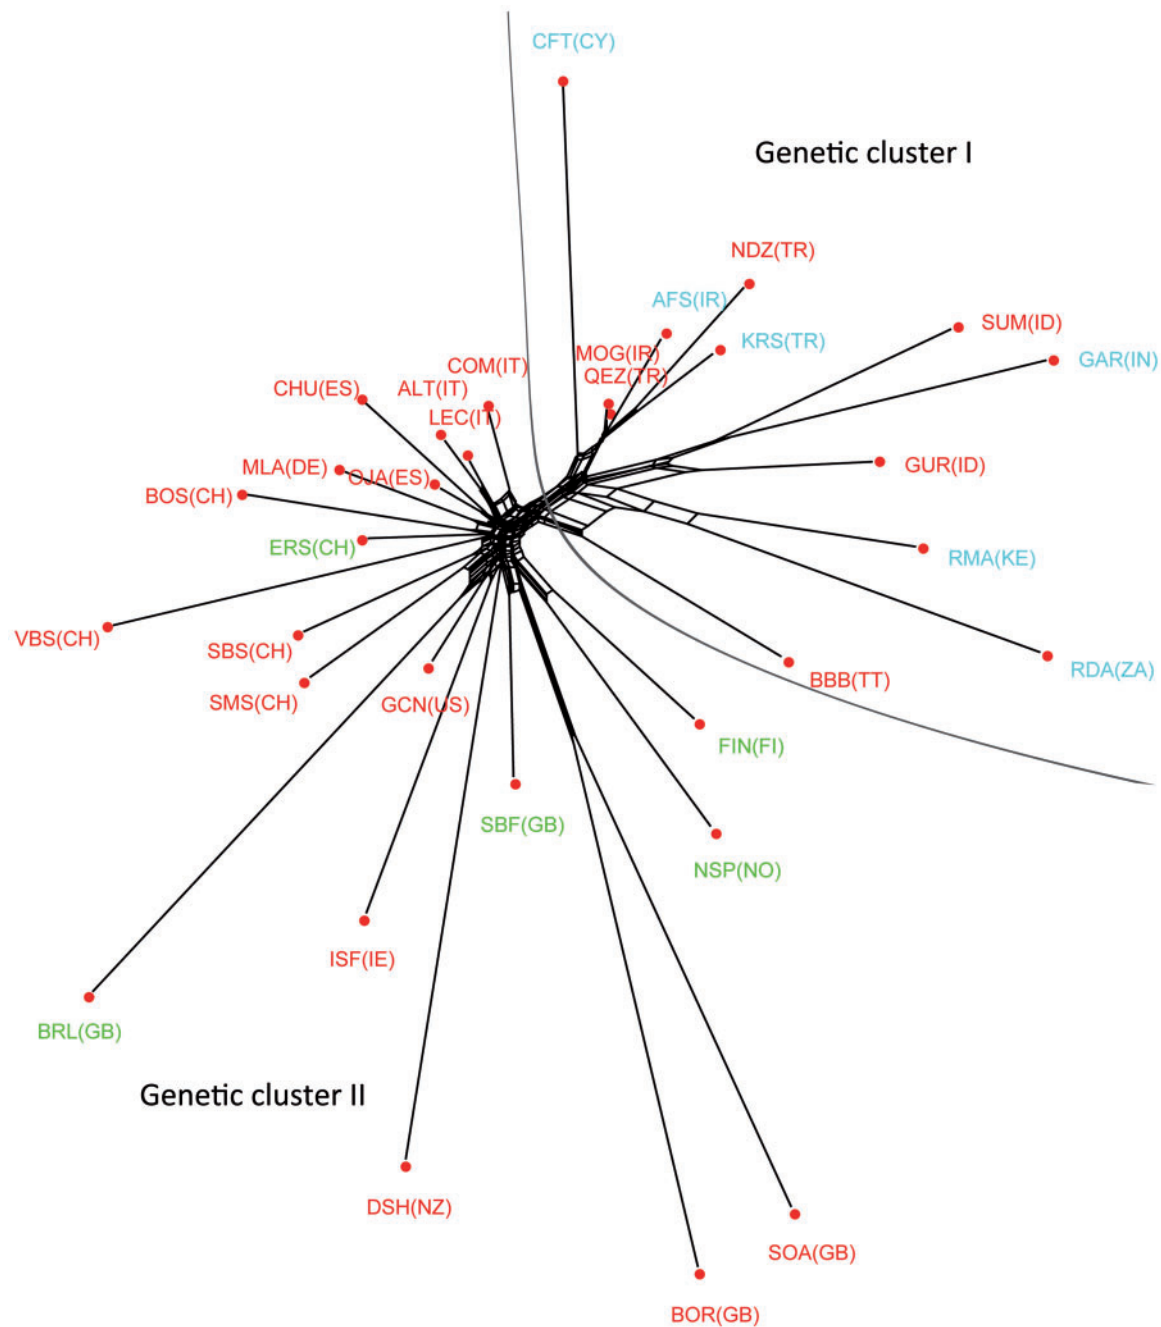 CFT(CY)
Genetic cluster I
NDZ(TR)
AFS(IR)
SUM(ID)
KRS(TR)
MOG(IR)
GAR(IN)
COM(IT)
QEZ(TR)
CHU(ES)
ALT(IT)
LEC(IT)
MLA(DE)
OJA(ES)
GUR(ID)
BOS(CH)
ERS(CH)
RMA(KE)
VBS(CH)
SBS(CH)
RDA(ZA)
BBB(TT)
SMS(CH)
GCN(US)
FIN(FI)
SBF(GB)
NSP(NO)
ISF(IE)
BRL(GB)
Genetic cluster II
DSH(NZ)
SOA(GB)
BOR(GB)